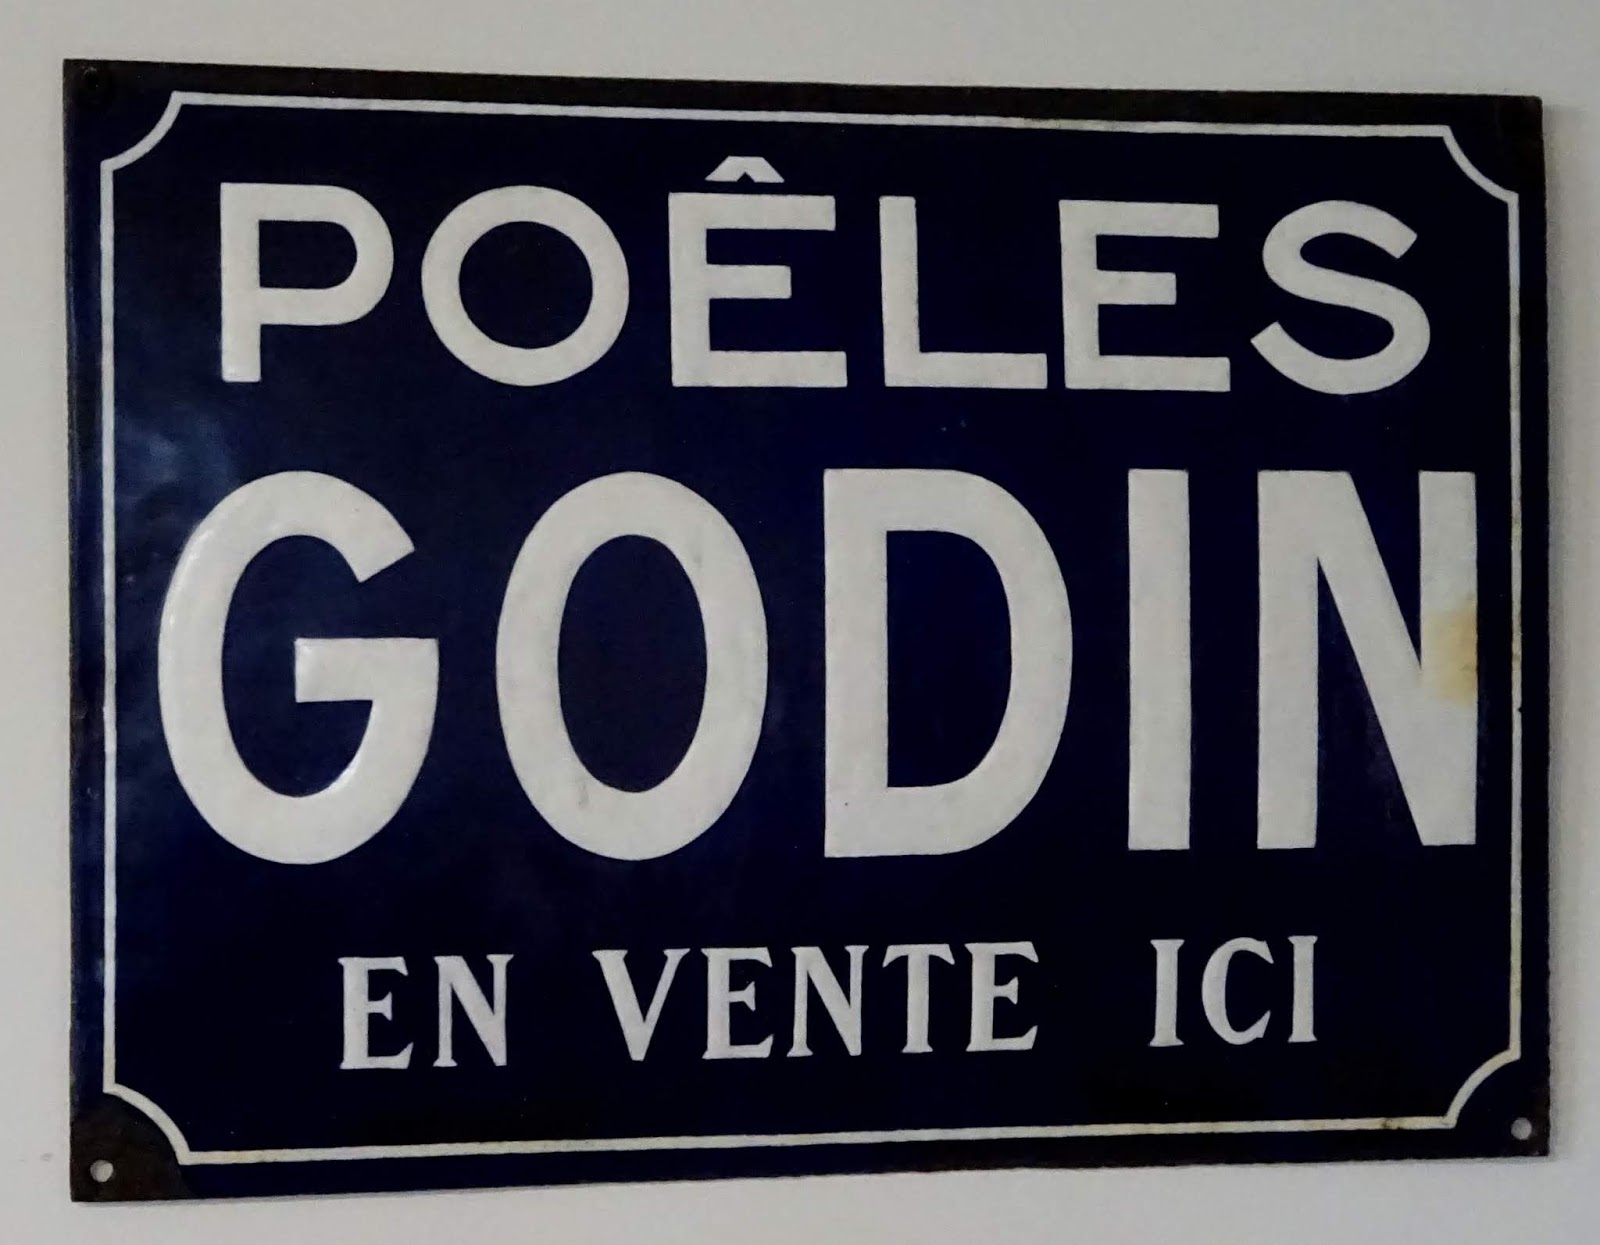 POÊLES
GODIN
EN VENTE ICI